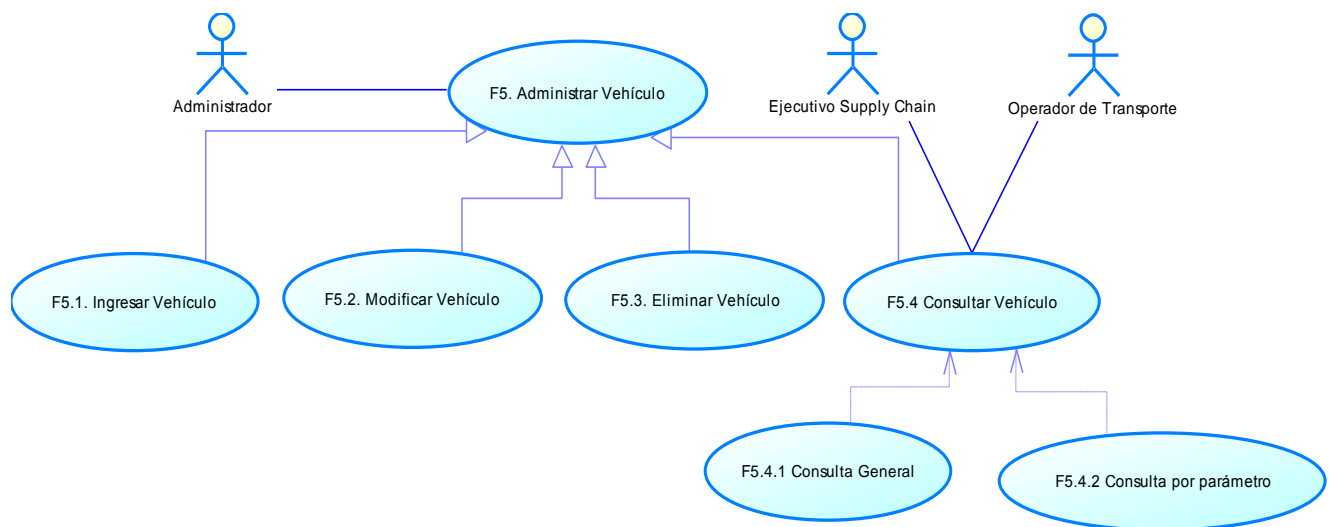 F5. Administrar Vehículo
Administrador
Ejecutivo Supply Chain
Operador de Transporte
F5.1. Ingresar Vehículo
F5.2. Modificar Vehículo
F5.3. Eliminar Vehículo
F5.4 Consultar Vehículo
F5.4.1 Consulta General
F5.4.2 Consulta por parámetro